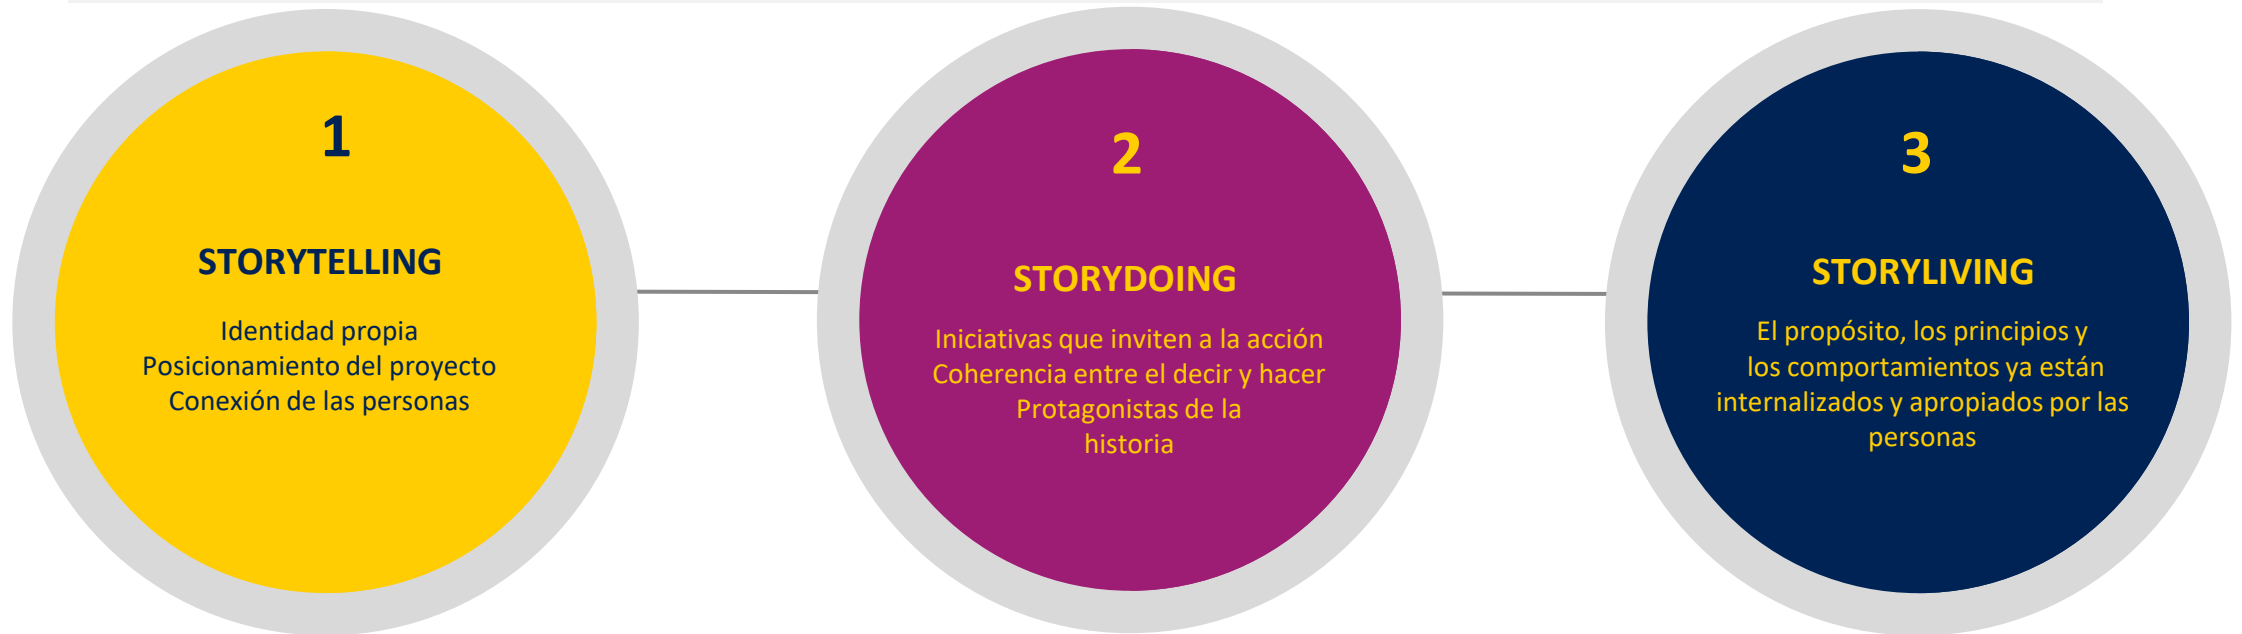 1
STORYTELLING
Identidad propia
Posicionamiento del proyecto
Conexión de las personas
2
STORYDOING
Iniciativas que inviten a la acción
Coherencia entre el decir y hacer
Protagonistas de la
historia
3
STORYLIVING
El propósito, los principios y
los comportamientos ya están
internalizados y apropiados por las
personas